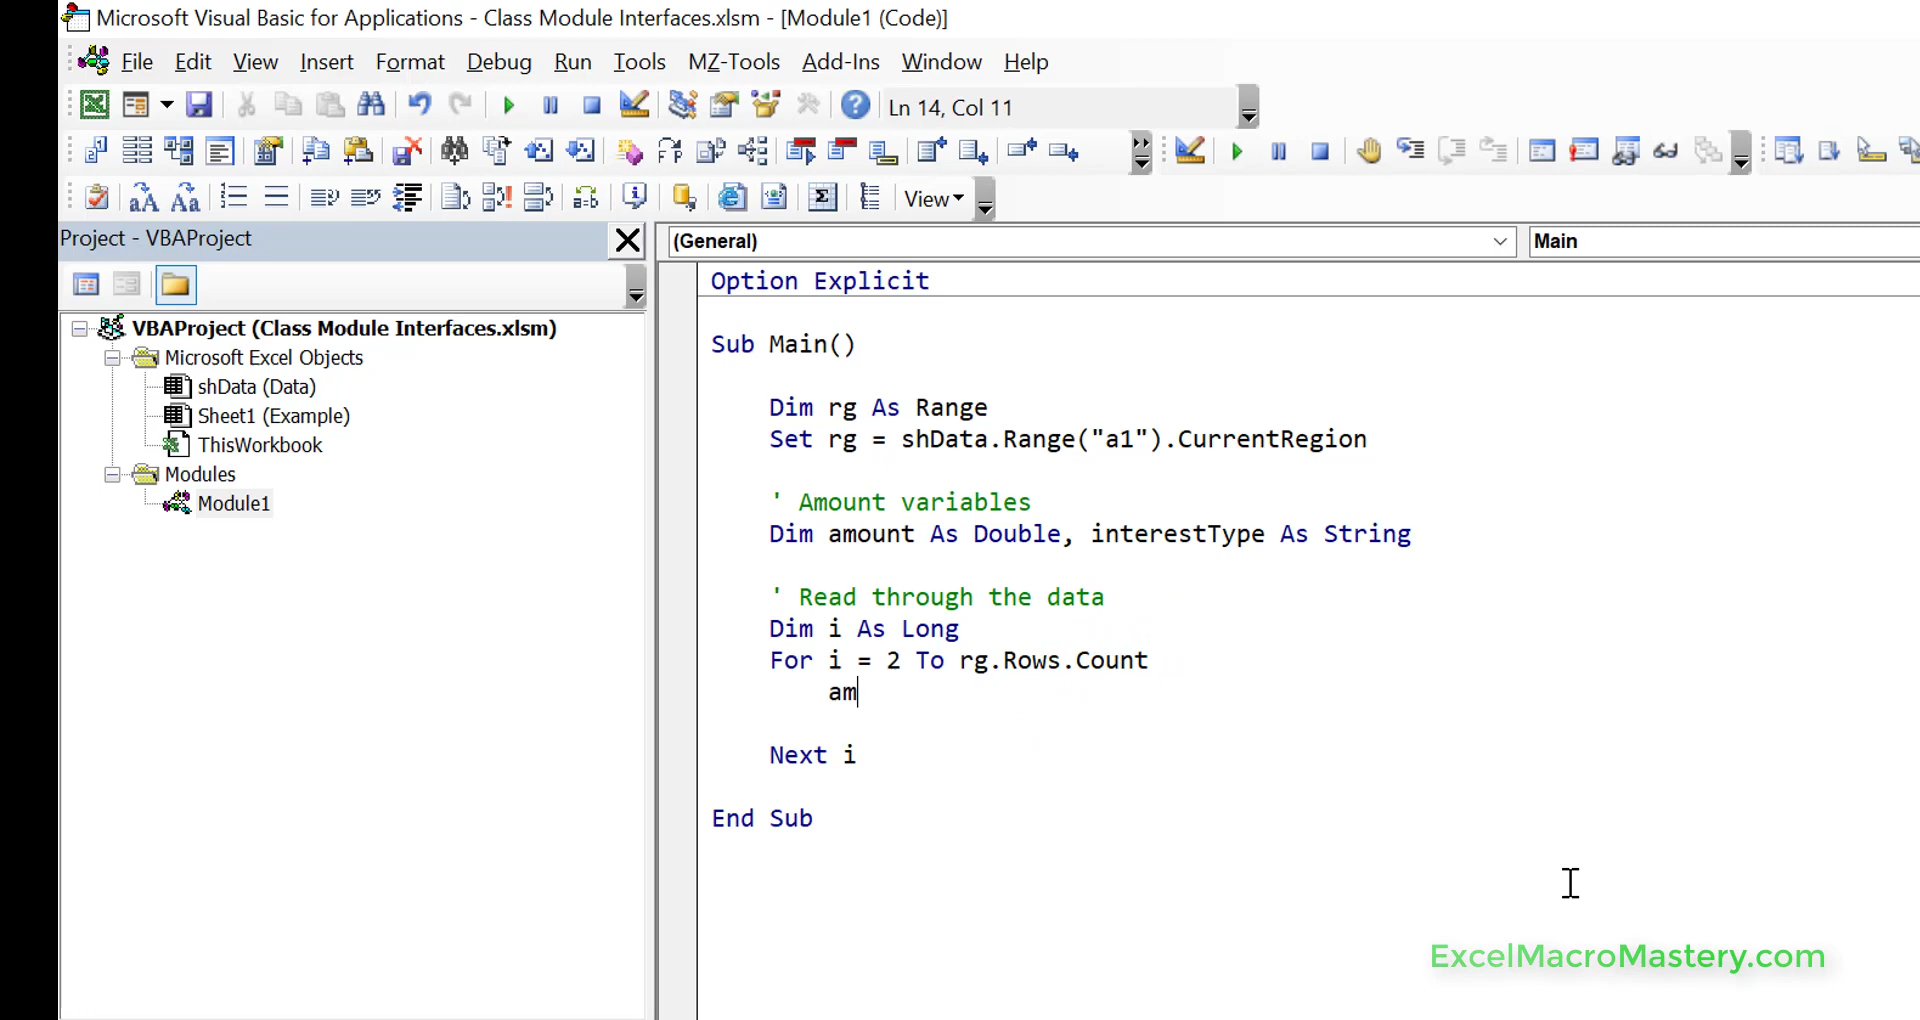 Microsoft Visual Basic for Applications - Class Module Interfaces.xlsm - [Module1 (Code)]
File Edit View Insert Format Debug Run Tools MZ-Tools Add-Ins Window Help
Ln 14, Col 11
View
Project - VBAProject
(General) Main
VBAProject (Class Module Interfaces.xlsm)
Microsoft Excel Objects
shData (Data)
Sheet1 (Example)
ThisWorkbook
Modules
Module1
Option Explicit
Sub Main()
Dim rg As Range
Set rg = shData.Range("a1").CurrentRegion
' Amount variables
Dim amount As Double, interestType As String
' Read through the data
Dim i As Long
For i = 2 To rg.Rows.Count
am
Next i
End Sub
ExcelMacroMastery.com